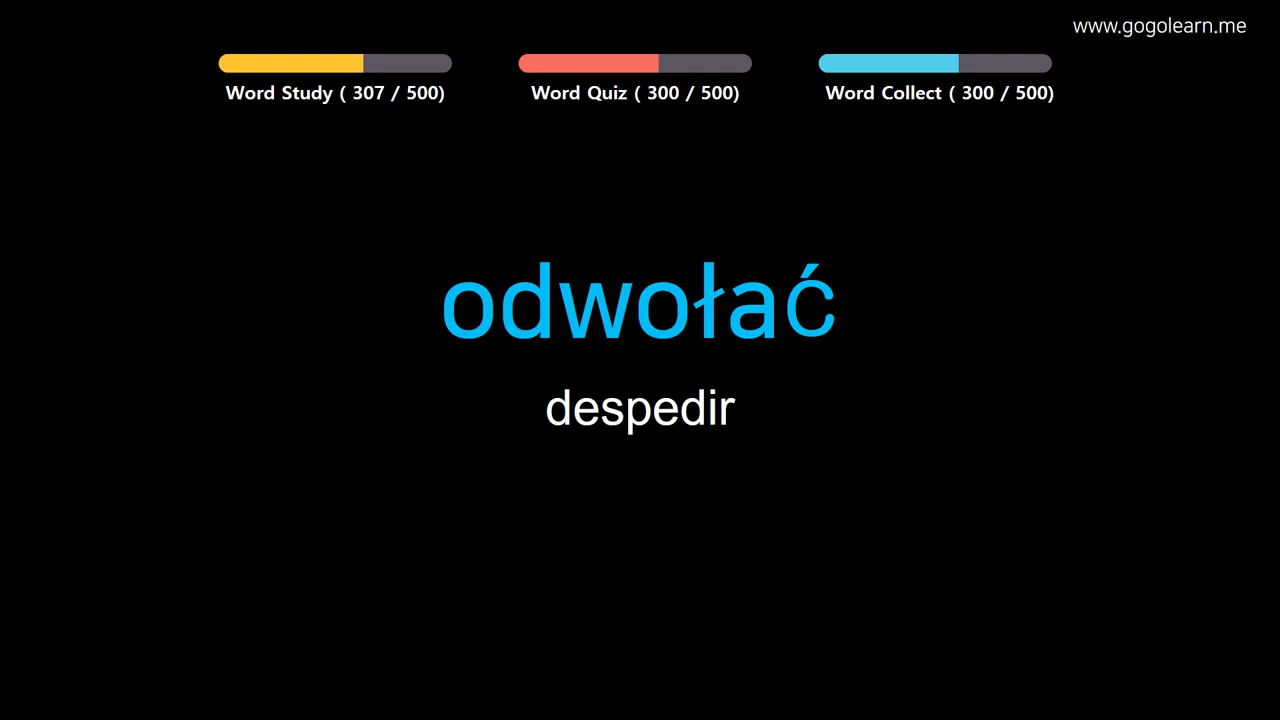 www.gogolearn.me
Word Study ( 307 / 500)
Word Quiz ( 300 / 500)
Word Collect ( 300 / 500)
odwołać
despedir